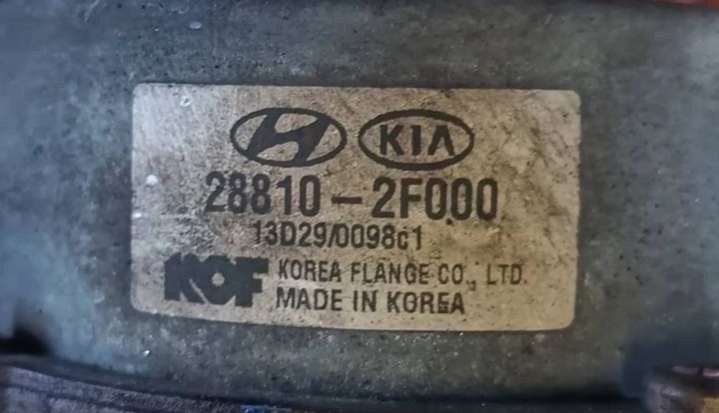 KIA
28810-2F000
13D29/0098c1
KOF KOREA FLANGE CO., LTD.
MADE IN KOREA